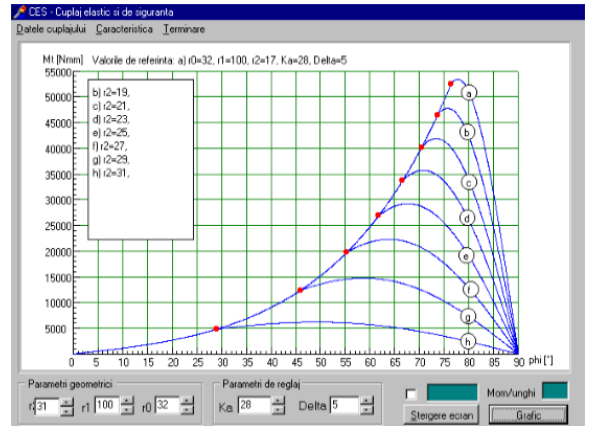 CES - Cuplaj elastic si de siguranta
Datele cuplajului Caracteristica Terminare
Mt [Nmm] Valorile de referinta: a) r0=32, r1=100, r2=17, Ka=28, Delta=5
55000
50000
45000
40000
35000
30000
25000
20000
15000
10000
5000
b) r2=19,
c) r2=21,
d) r2=23,
e) r2=25,
f) r2=27,
g) r2=29,
h) r2=31,
a
b
c
d
e
f
g
h
0 5 10 15 20 25 30 35 40 45 50 55 60 65 70 75 80 85 90 phi [°]
Parametri geometrici Parametri de reglaj Mom/unghi
31 r1 100 r0 32 Ka 28 Delta 5 Stergere ecran Grafic